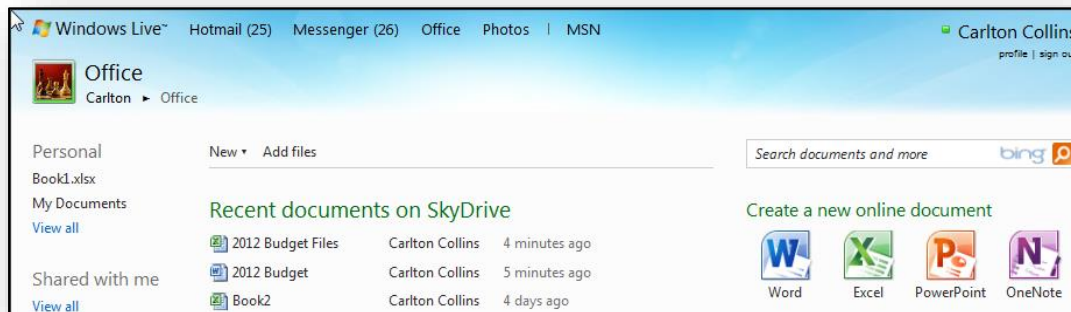 Windows Live™ Hotmail (25) Messenger (26) Office Photos | MSN
Carlton Collins
profile | sign ou
Office
Carlton ► Office
Personal
Book1.xlsx
My Documents
View all
Shared with me
View all
New ▾ Add files
Recent documents on SkyDrive
2012 Budget Files Carlton Collins 4 minutes ago
2012 Budget Carlton Collins 5 minutes ago
Book2 Carlton Collins 4 days ago
Search documents and more bing
Create a new online document
Word Excel PowerPoint OneNote